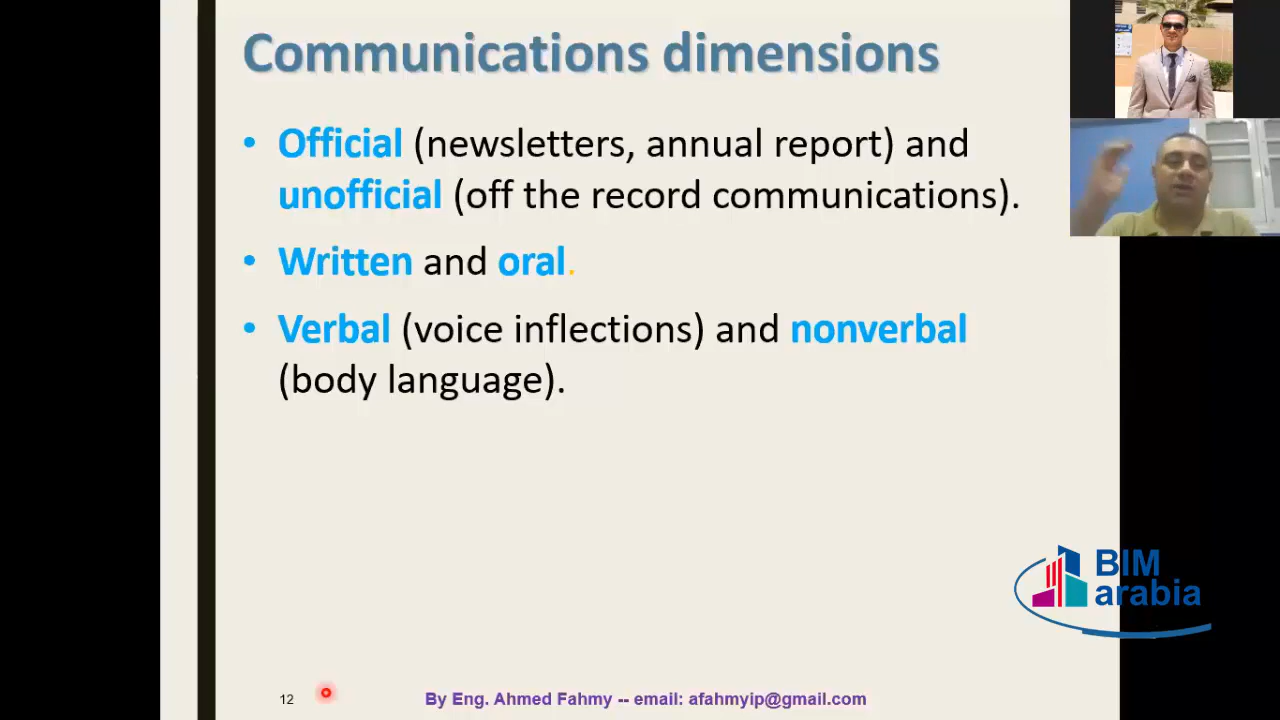 Communications dimensions
• Official (newsletters, annual report) and
unofficial (off the record communications).
• Written and oral.
• Verbal (voice inflections) and nonverbal
(body language).
BIM
arabia
12
By Eng. Ahmed Fahmy -- email: afahmyip@gmail.com